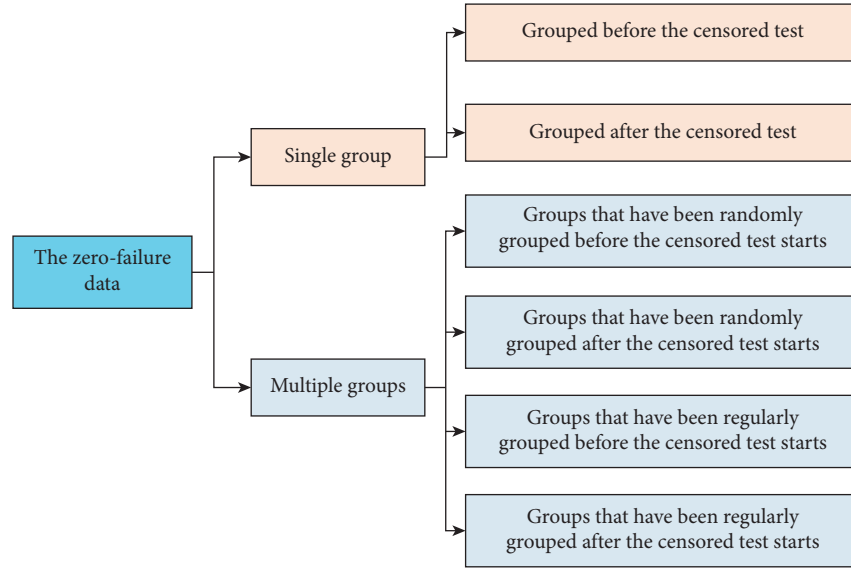 The zero-failure
data
Single group
Multiple groups
Grouped before the censored test
Grouped after the censored test
Groups that have been randomly
grouped before the censored test starts
Groups that have been randomly
grouped after the censored test starts
Groups that have been regularly
grouped before the censored test starts
Groups that have been regularly
grouped after the censored test starts